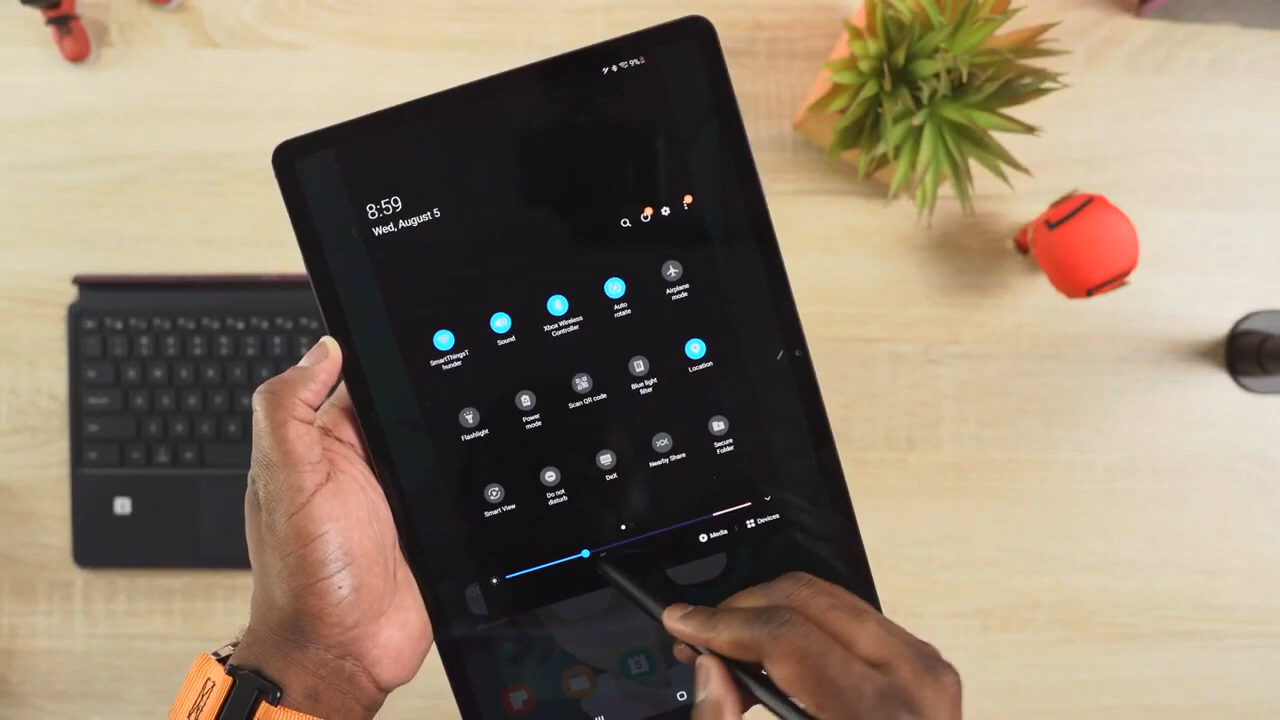 9%
8:59
Wed, August 5
SmartThingsT
hunder
Sound
Xbox Wireless
Controller
Auto
rotate
Airplane
mode
Flashlight
Power
mode
Scan QR code
Blue light
filter
Location
Smart View
Do not
disturb
DeX
Nearby Share
Secure
Folder
Media
Devices